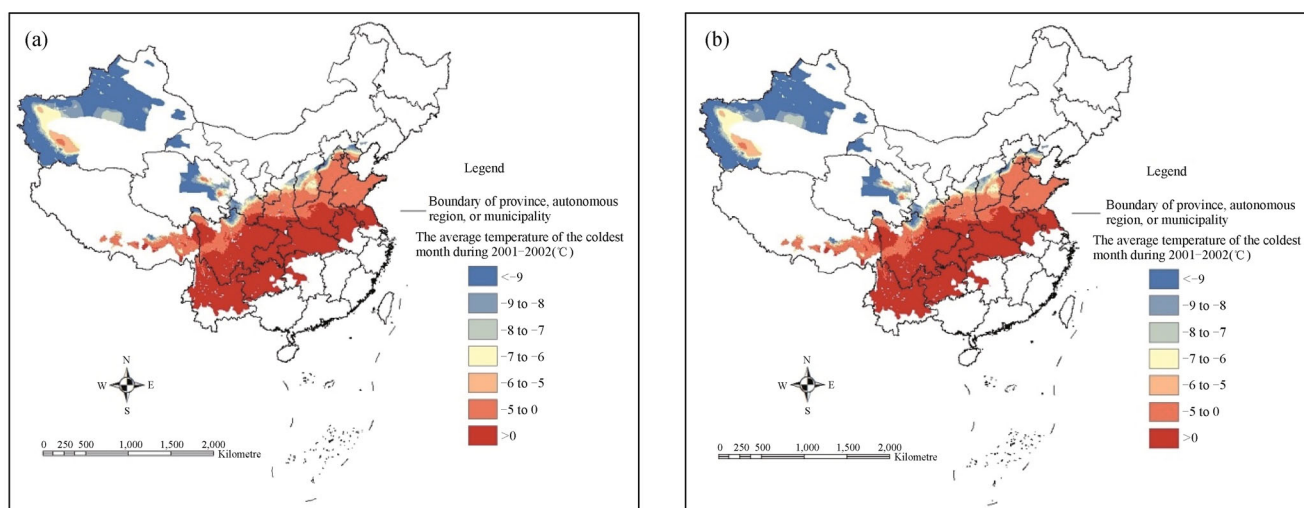 (a)
Legend
Boundary of province, autonomous
region, or municipality
The average temperature of the coldest
month during 2001-2002(℃)
<-9
-9 to -8
-8 to -7
-7 to -6
-6 to -5
-5 to 0
>0
N
W E
S
0 250 500 1,000 1,500 2,000
Kilometre
(b)
Legend
Boundary of province, autonomous
region, or municipality
The average temperature of the coldest
month during 2001-2002(℃)
<-9
-9 to -8
-8 to -7
-7 to -6
-6 to -5
-5 to 0
>0
N
W E
S
0 250 500 1,000 1,500 2,000
Kilometre